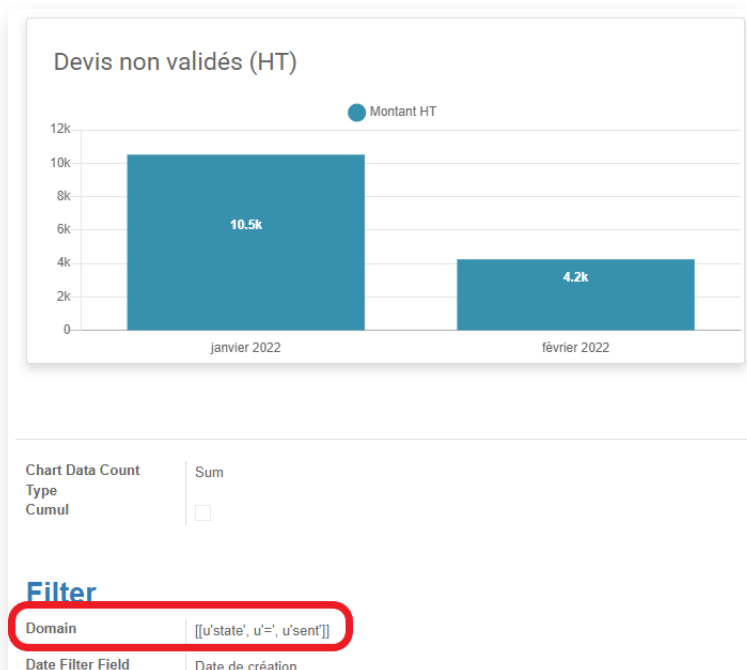 Devis non validés (HT)
Montant HT
12k
10k
8k
6k
4k
2k
0
10.5k
4.2k
janvier 2022
février 2022
Chart Data Count Type
Sum
Cumul
Filter
Domain
[[u'state', u'=', u'sent']]
Date Filter Field
Date de création